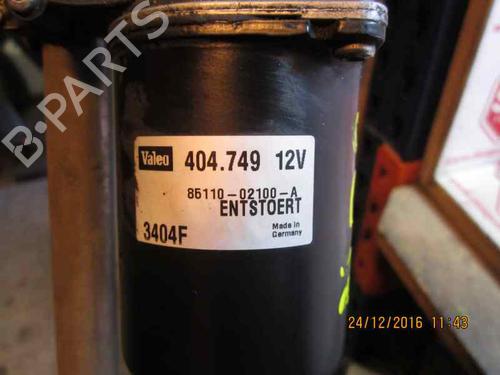 B-PARTS
Valeo 404.749 12V
85110-02100-A
ENTSTOERT
3404F
Made in
Germany
24/12/2016 11:43